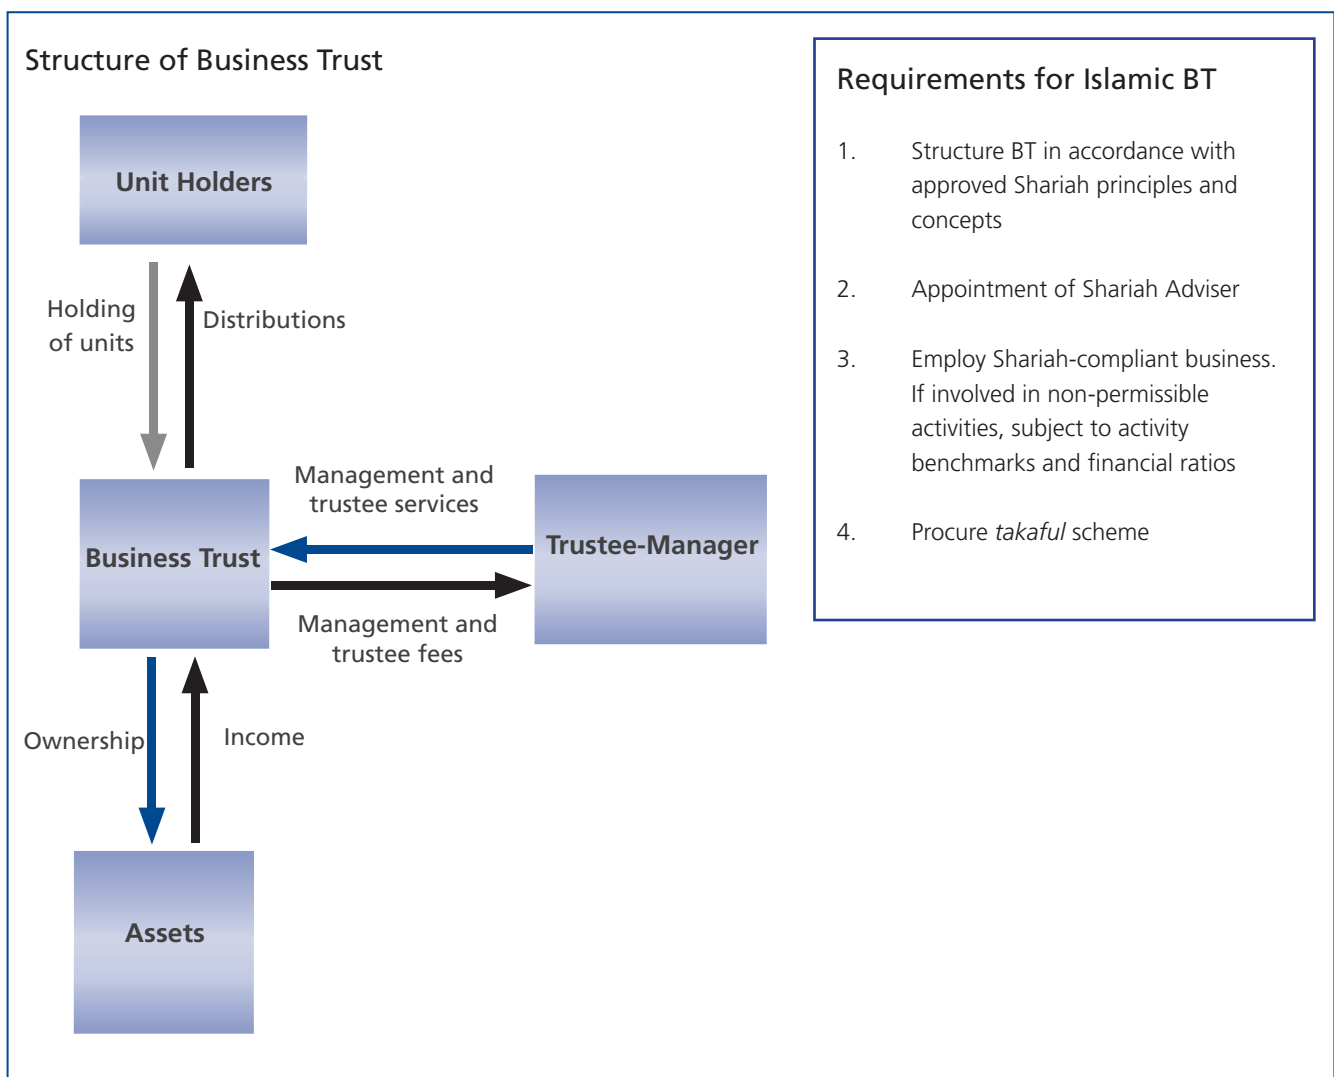 Structure of Business Trust
Unit Holders
Holding
of units
Distributions
Management and
trustee services
Business Trust
Trustee-Manager
Management and
trustee fees
Ownership
Income
Assets
Requirements for Islamic BT
1. Structure BT in accordance with
approved Shariah principles and
concepts
2. Appointment of Shariah Adviser
3. Employ Shariah-compliant business.
If involved in non-permissible
activities, subject to activity
benchmarks and financial ratios
4. Procure takaful scheme